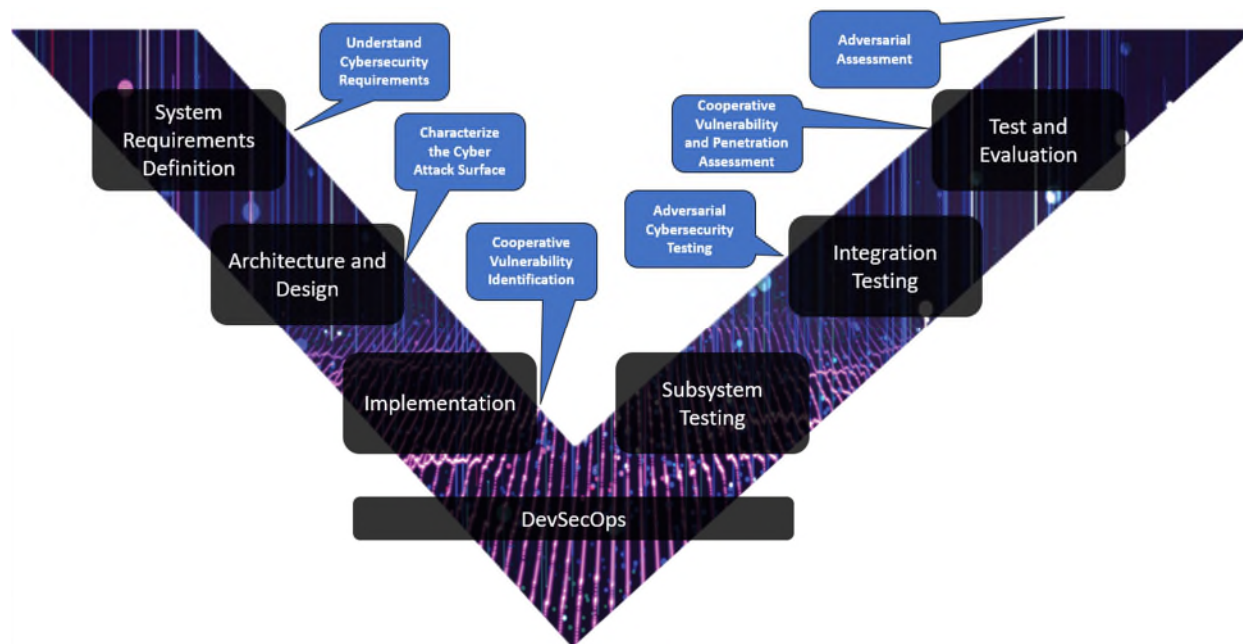 Understand
Cybersecurity
Requirements
System
Requirements
Definition
Characterize
the Cyber
Attack Surface
Architecture and
Design
Cooperative
Vulnerability
Identification
Implementation
DevSecOps
Subsystem
Testing
Adversarial
Cybersecurity
Testing
Integration
Testing
Cooperative
Vulnerability
and Penetration
Assessment
Test and
Evaluation
Adversarial
Assessment